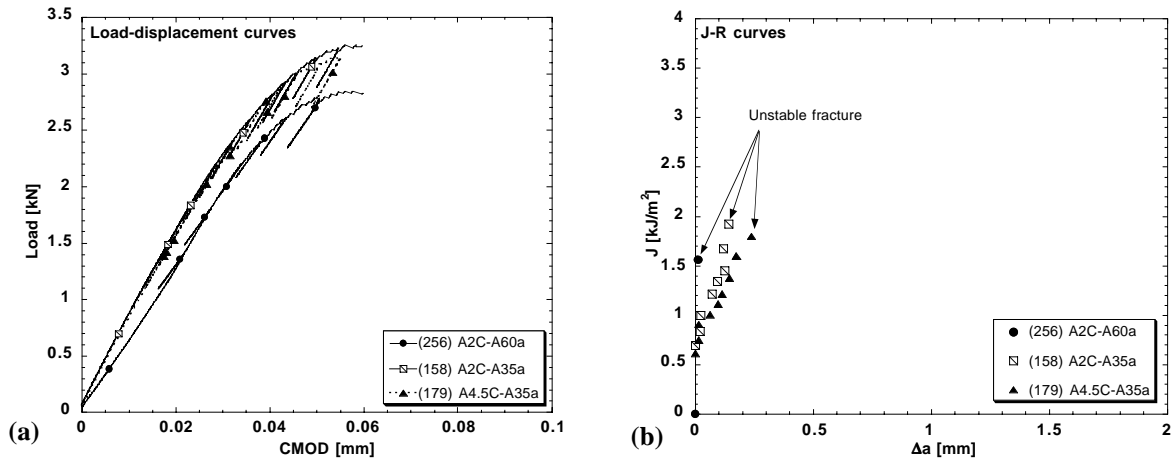 Load-displacement curves
Load [kN]
3.5
3
2.5
2
1.5
1
0.5
0
0
0.02
0.04
0.06
0.08
0.1
CMOD [mm]
(256) A2C-A60a
(158) A2C-A35a
(179) A4.5C-A35a
(a)
J-R curves
Unstable fracture
J [kJ/m²]
4
3.5
3
2.5
2
1.5
1
0.5
0
0
0.5
1
1.5
2
Δa [mm]
(256) A2C-A60a
(158) A2C-A35a
(179) A4.5C-A35a
(b)